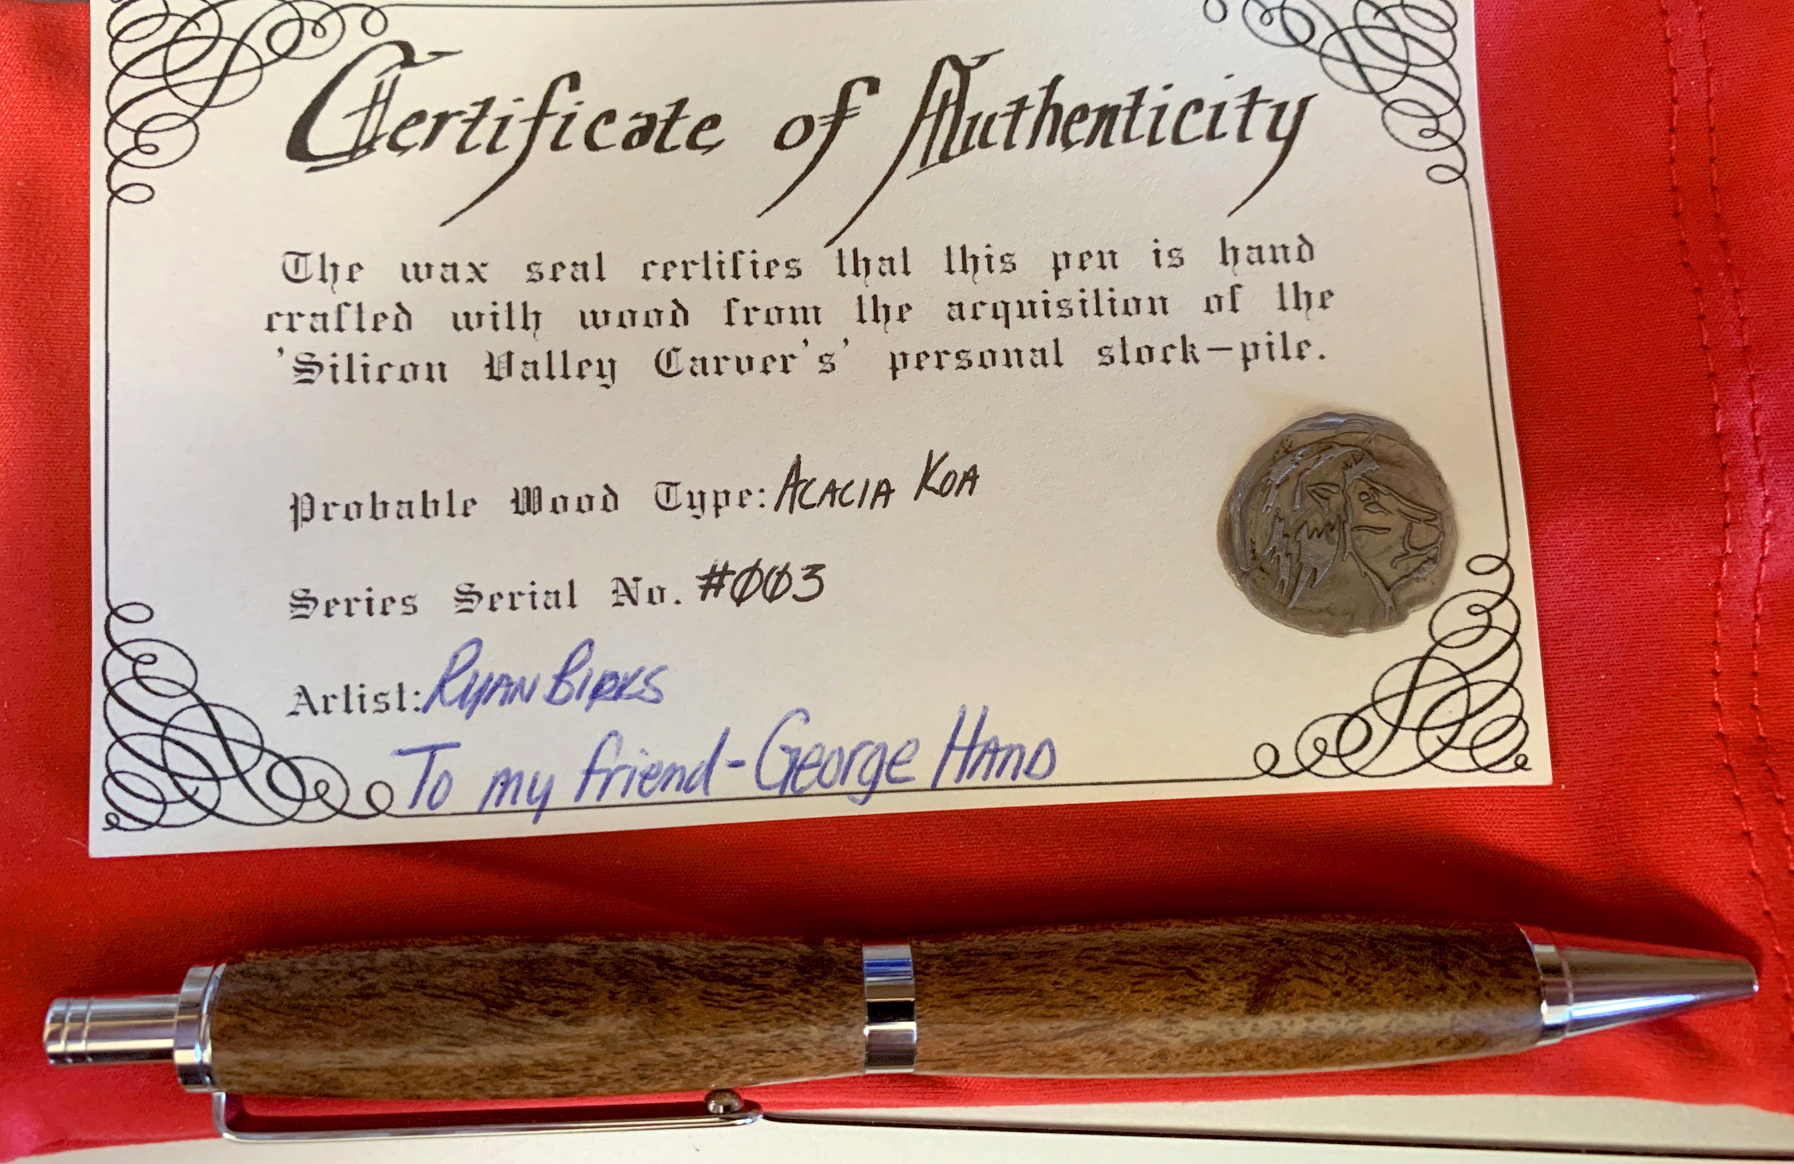 Certificate of Authenticity
The wax seal certifies that this pen is hand
crafted with wood from the acquisition of the
'Silicon Valley Carver's' personal stock-pile.
Probable Wood Type: ACACIA KOA
Series Serial No. #003
Artist: RYAN BIRKS
To my friend - George HAND